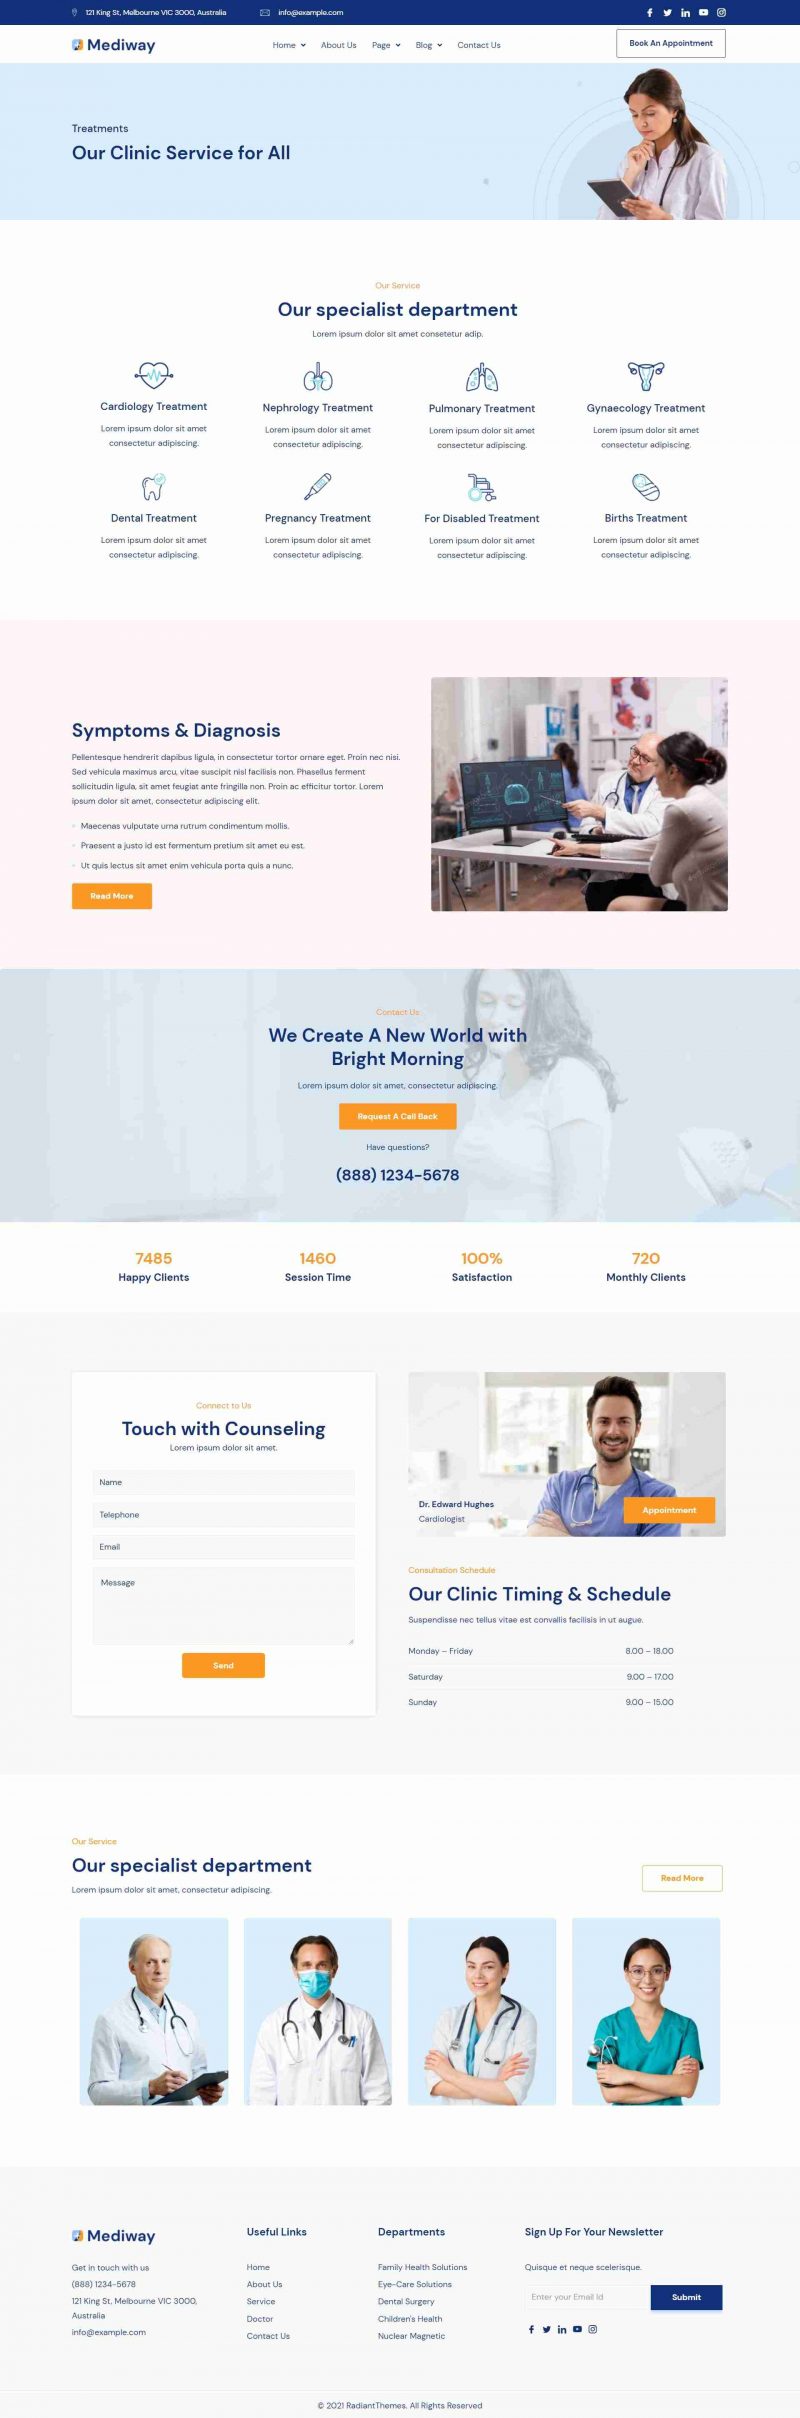 121 King St, Melbourne VIC 3000, Australia
info@example.com
Mediway
Home
About Us
Page
Blog
Contact Us
Book An Appointment
Treatments
Our Clinic Service for All
Our Service
Our specialist department
Lorem ipsum dolor sit amet consetetur adip.
Cardiology Treatment
Lorem ipsum dolor sit amet
consectetur adipiscing.
Nephrology Treatment
Lorem ipsum dolor sit amet
consectetur adipiscing.
Pulmonary Treatment
Lorem ipsum dolor sit amet
consectetur adipiscing.
Gynaecology Treatment
Lorem ipsum dolor sit amet
consectetur adipiscing.
Dental Treatment
Lorem ipsum dolor sit amet
consectetur adipiscing.
Pregnancy Treatment
Lorem ipsum dolor sit amet
consectetur adipiscing.
For Disabled Treatment
Lorem ipsum dolor sit amet
consectetur adipiscing.
Births Treatment
Lorem ipsum dolor sit amet
consectetur adipiscing.
Symptoms & Diagnosis
Pellentesque hendrerit dapibus ligula, in consectetur tortor ornare eget. Proin nec nisi.
Sed vehicula maximus arcu, vitae suscipit nisl facilisis non. Phasellus ferment
sollicitudin ligula, sit amet feugiat ante fringilla non. Proin ac efficitur tortor. Lorem
ipsum dolor sit amet, consectetur adipiscing elit.
Maecenas vulputate urna rutrum condimentum mollis.
Praesent a justo id est fermentum pretium sit amet eu est.
Ut quis lectus sit amet enim vehicula porta quis a nunc.
Read More
Contact Us
We Create A New World with
Bright Morning
Lorem ipsum dolor sit amet, consectetur adipiscing.
Request A Call Back
Have questions?
(888) 1234-5678
7485
Happy Clients
1460
Session Time
100%
Satisfaction
720
Monthly Clients
Connect to Us
Touch with Counseling
Lorem ipsum dolor sit amet.
Name
Telephone
Email
Message
Send
Dr. Edward Hughes
Cardiologist
Appointment
Consultation Schedule
Our Clinic Timing & Schedule
Suspendisse nec tellus vitae est convallis facilisis in ut augue.
Monday – Friday 8.00 – 18.00
Saturday 9.00 – 17.00
Sunday 9.00 – 15.00
Our Service
Our specialist department
Lorem ipsum dolor sit amet, consectetur adipiscing.
Read More
Mediway
Get in touch with us
(888) 1234-5678
121 King St, Melbourne VIC 3000,
Australia
info@example.com
Useful Links
Home
About Us
Service
Doctor
Contact Us
Departments
Family Health Solutions
Eye-Care Solutions
Dental Surgery
Children's Health
Nuclear Magnetic
Sign Up For Your Newsletter
Quisque et neque scelerisque.
Enter your Email Id
Submit
© 2021 RadiantThemes. All Rights Reserved